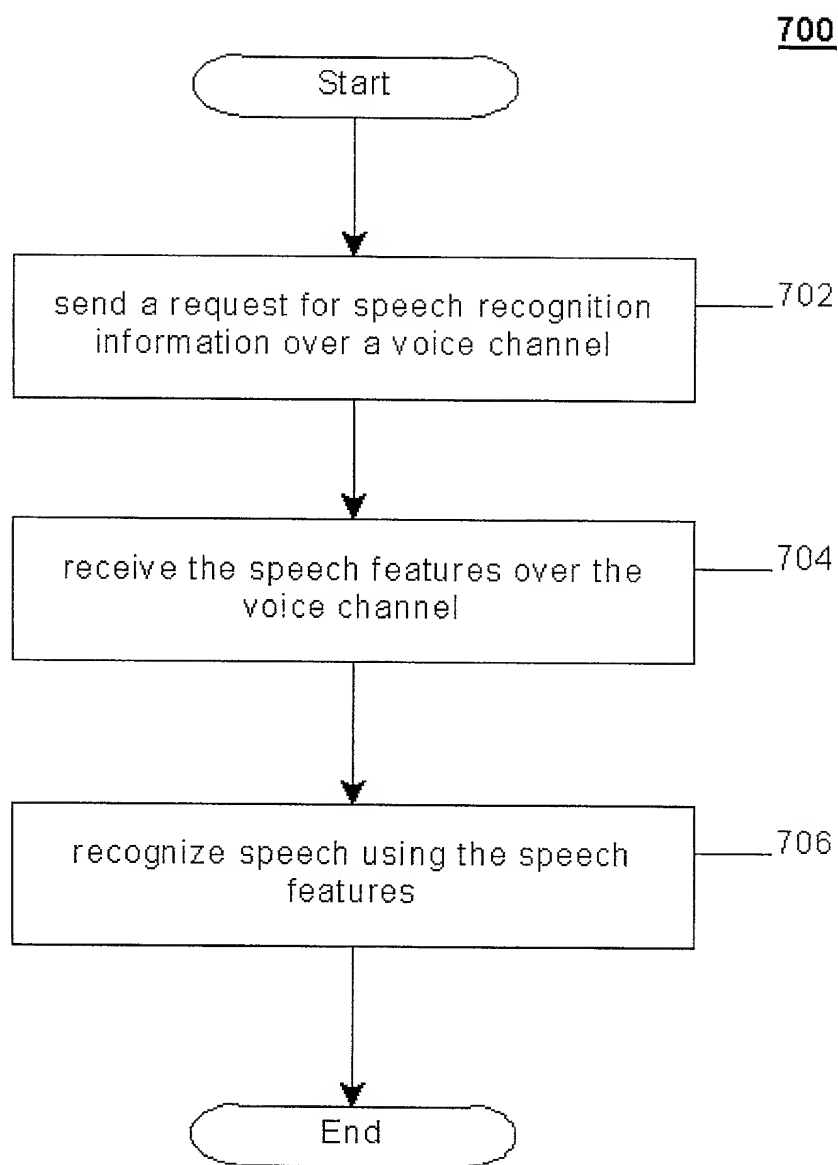 700
Start
send a request for speech recognition
information over a voice channel
702
receive the speech features over the
voice channel
704
recognize speech using the speech
features
706
End